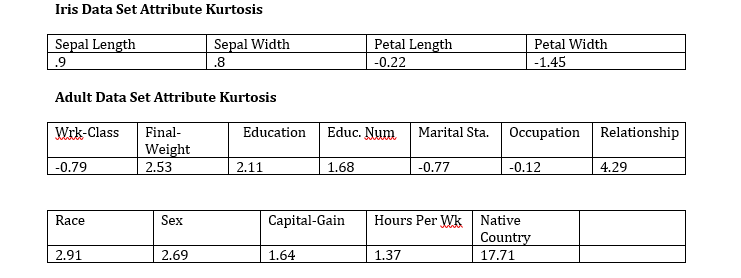 Iris Data Set Attribute Kurtosis
Sepal Length Sepal Width Petal Length Petal Width
.9 .8 -0.22 -1.45
Adult Data Set Attribute Kurtosis
Wrk-Class Final-Weight Education Educ. Num Marital Sta. Occupation Relationship
-0.79 2.53 2.11 1.68 -0.77 -0.12 4.29
Race Sex Capital-Gain Hours Per Wk Native Country
2.91 2.69 1.64 1.37 17.71